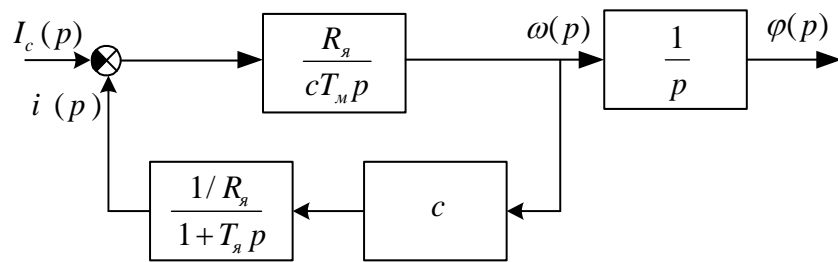 I_c(p)
i (p)
R_я
cT_м p
ω(p)
1
p
φ(p)
1/ R_я
1+T_я p
c